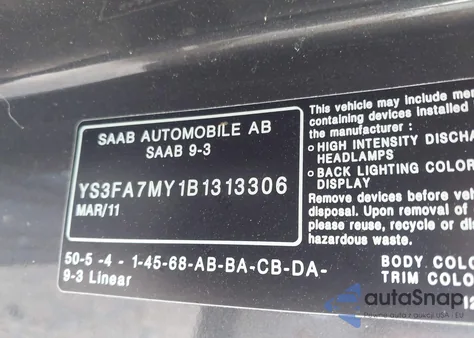 SAAB AUTOMOBILE AB
SAAB 9-3
YS3FA7MY1B1313306
MAR/11
50-5 -4 - 1-45-68-AB-BA-CB-DA-
9-3 Linear
This vehicle may include
containing devices installed
the manufacturer :
o HIGH INTENSITY
HEADLAMPS
o BACK LIGHTING COLOR
DISPLAY
Remove devices before
disposal. Upon removal of
please reuse, recycle or
hazardous waste.
BODY
TRIM
autoSnap